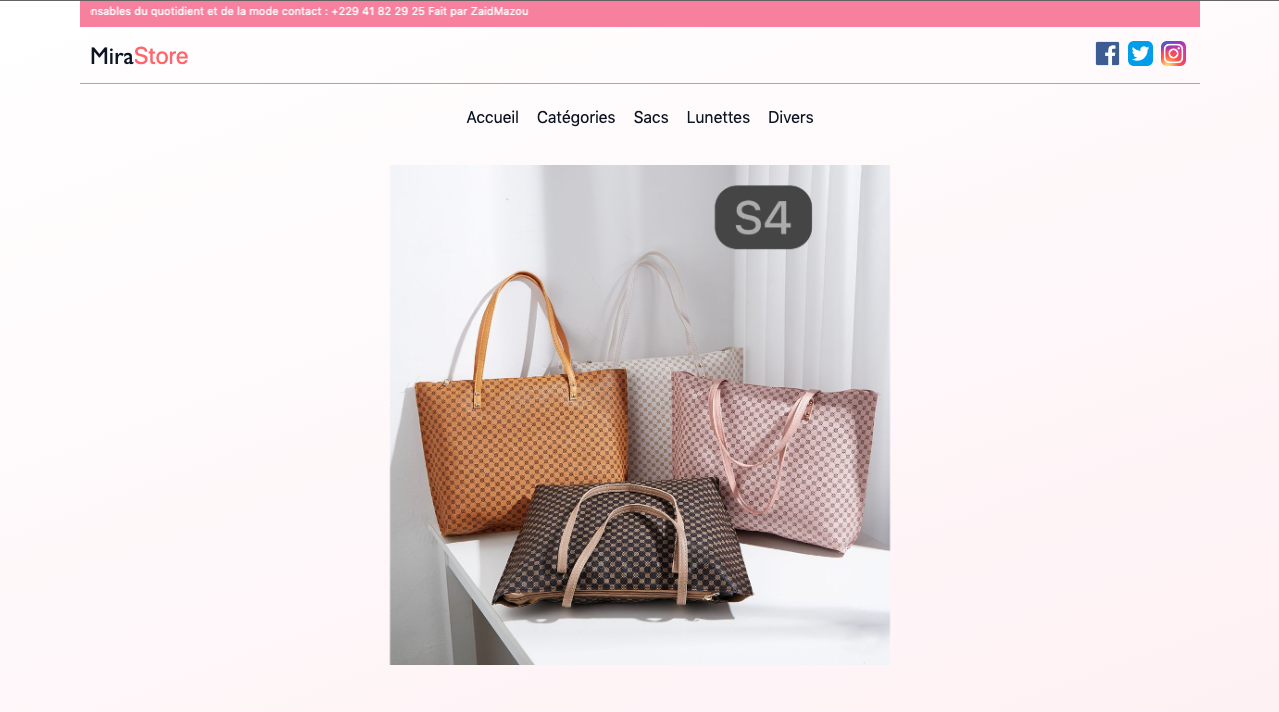 du quotidient et de la mode contact : +229 41 82 29 25 Fait par ZaidMazou
MiraStore
Accueil Catégories Sacs Lunettes Divers
S4